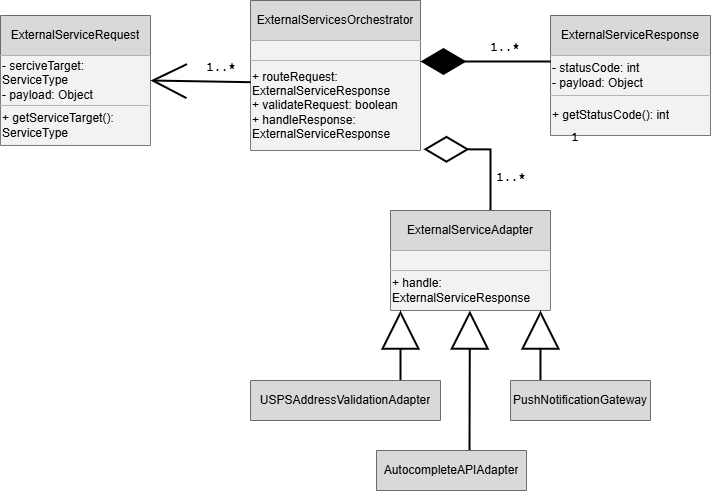 ExternalServiceRequest
- serciveTarget:
ServiceType
- payload: Object
+ getServiceTarget():
ServiceType
1..*
ExternalServicesOrchestrator
+ routeRequest:
ExternalServiceResponse
+ validateRequest: boolean
+ handleResponse:
ExternalServiceResponse
1..*
ExternalServiceResponse
- statusCode: int
- payload: Object
+ getStatusCode(): int
1
1..*
ExternalServiceAdapter
+ handle:
ExternalServiceResponse
USPSAddressValidationAdapter
PushNotificationGateway
AutocompleteAPIAdapter